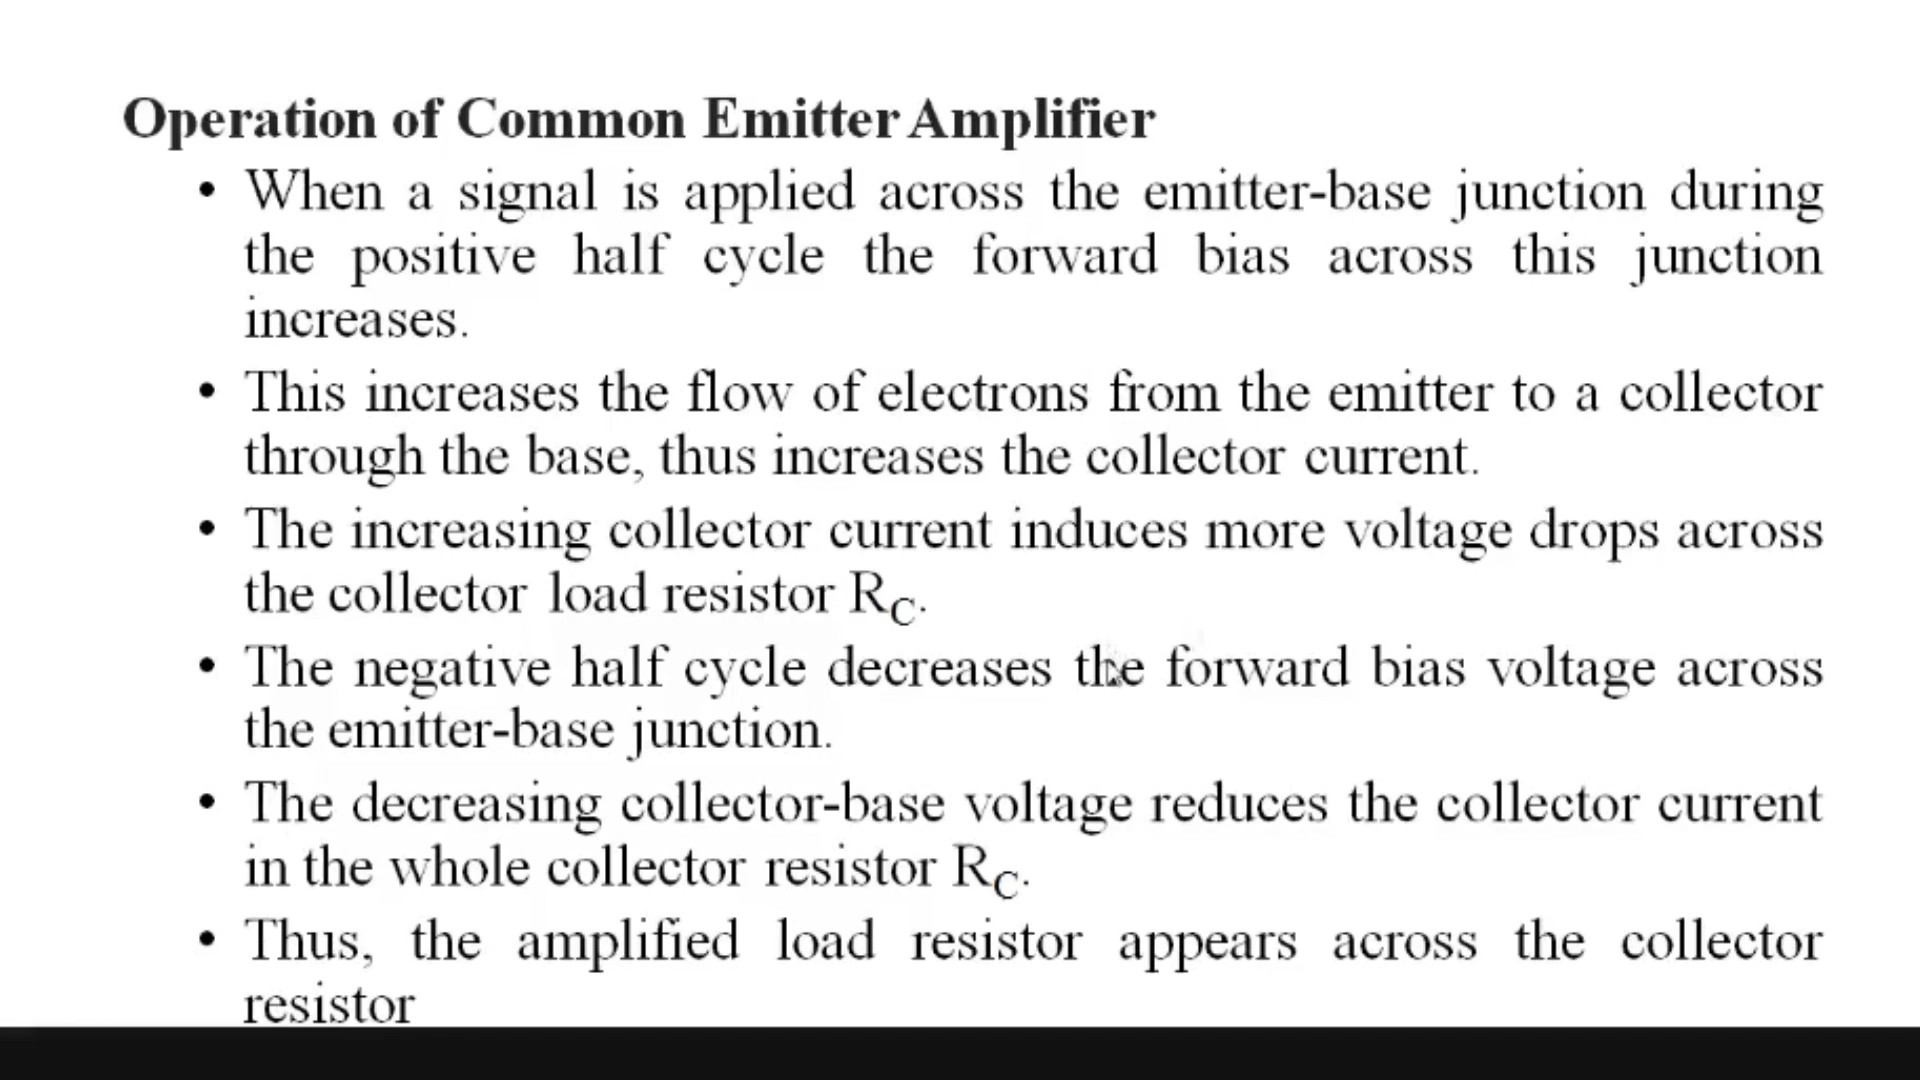 Operation of Common Emitter Amplifier
• When a signal is applied across the emitter-base junction during
the positive half cycle the forward bias across this junction
increases.
• This increases the flow of electrons from the emitter to a collector
through the base, thus increases the collector current.
• The increasing collector current induces more voltage drops across
the collector load resistor RC.
• The negative half cycle decreases the forward bias voltage across
the emitter-base junction.
• The decreasing collector-base voltage reduces the collector current
in the whole collector resistor RC.
• Thus, the amplified load resistor appears across the collector
resistor